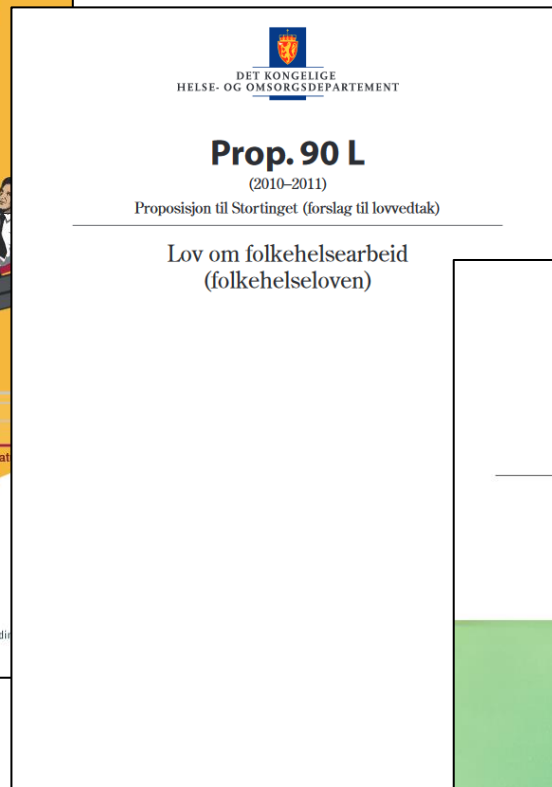 DET KONGELIGE
HELSE- OG OMSORGSDEPARTEMENT
Prop. 90 L
(2010–2011)
Proposisjon til Stortinget (forslag til lovvedtak)
Lov om folkehelsearbeid
(folkehelseloven)